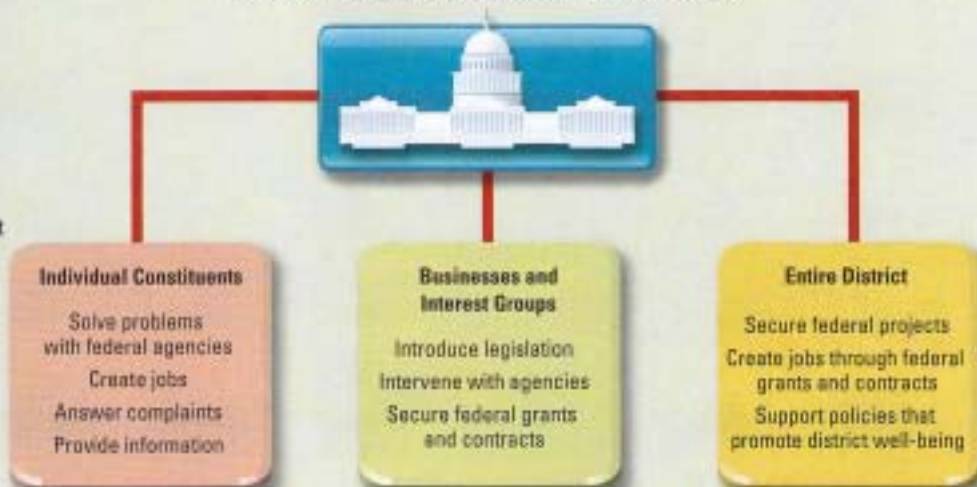 Individual Constituents
Solve problems
with federal agencies
Create jobs
Answer complaints
Provide information
Businesses and
Interest Groups
Introduce legislation
Intervene with agencies
Secure federal grants
and contracts
Entire District
Secure federal projects
Create jobs through federal
grants and contracts
Support policies that
promote district well-being